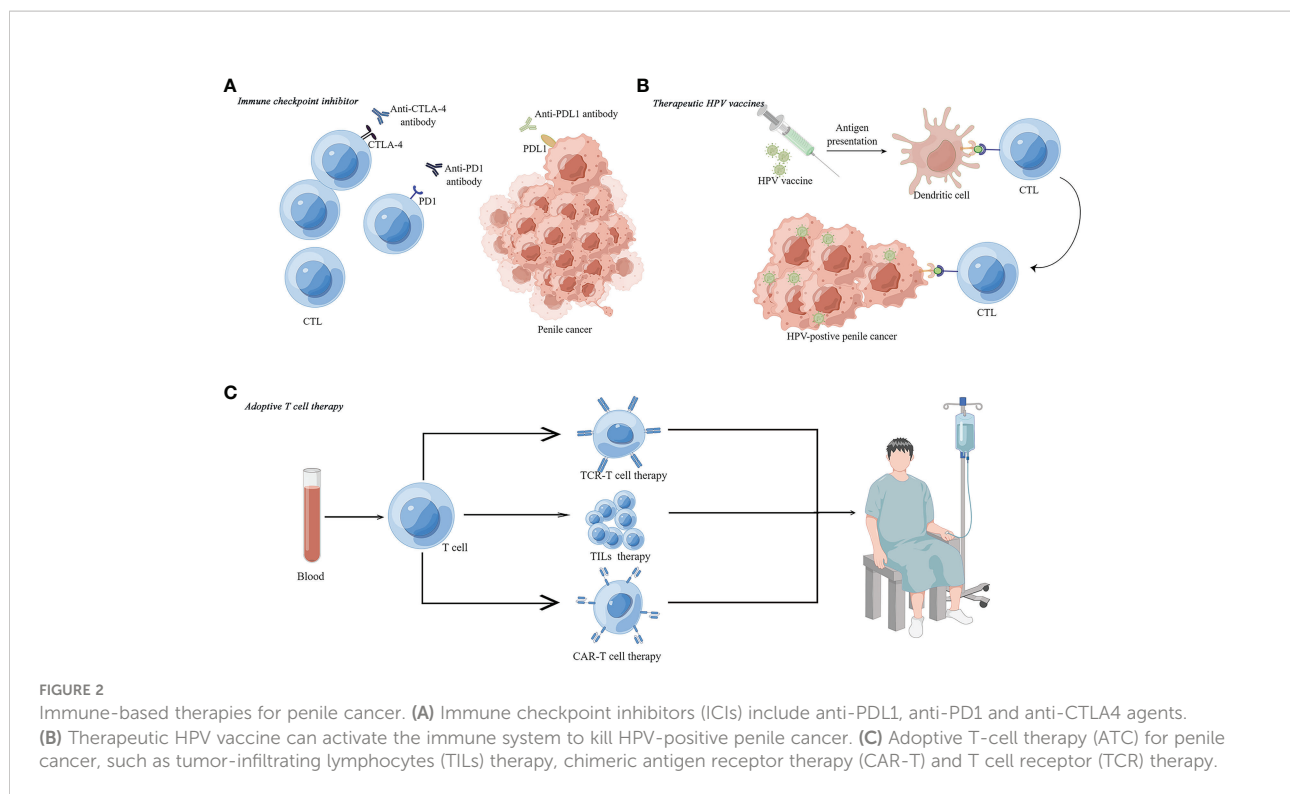 A
Immune checkpoint inhibitor
Anti-CTLA-4
antibody
CTLA-4
Anti-PD1
antibody
PD1
CTL
Anti-PDL1 antibody
PDL1
Penile cancer
B
Therapeutic HPV vaccines
HPV vaccine
Antigen
presentation
Dendritic cell
CTL
HPV-postive penile cancer
CTL
C
Adoptive T cell therapy
Blood
T cell
TCR-T cell therapy
TILs therapy
CAR-T cell therapy
FIGURE 2
Immune-based therapies for penile cancer. (A) Immune checkpoint inhibitors (ICIs) include anti-PDL1, anti-PD1 and anti-CTLA4 agents.
(B) Therapeutic HPV vaccine can activate the immune system to kill HPV-positive penile cancer. (C) Adoptive T-cell therapy (ATC) for penile
cancer, such as tumor-infiltrating lymphocytes (TILs) therapy, chimeric antigen receptor therapy (CAR-T) and T cell receptor (TCR) therapy.